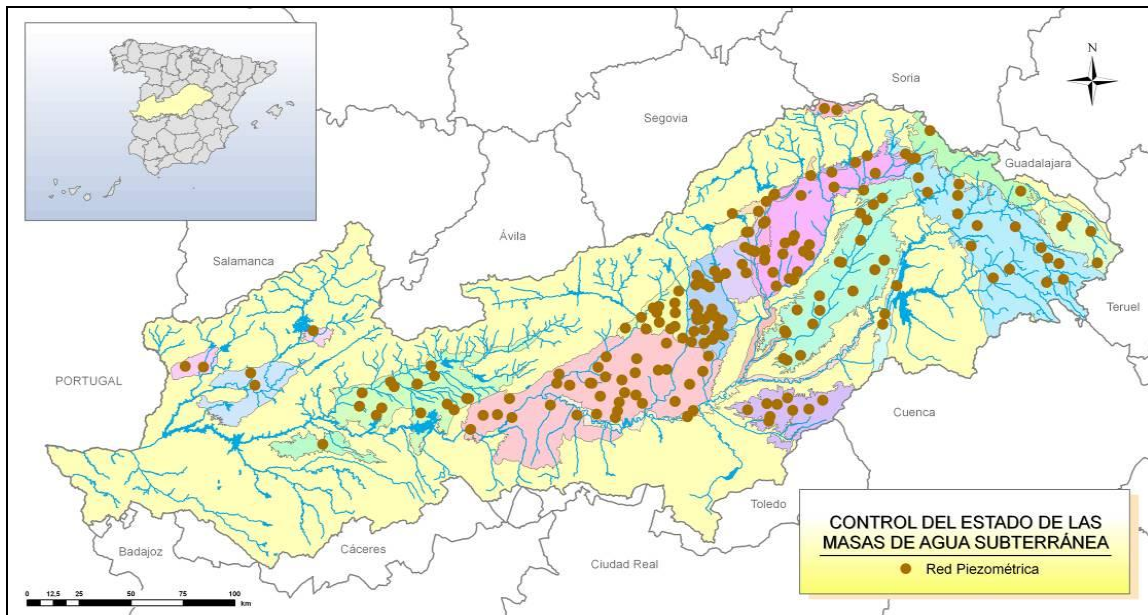 N
Soria
Segovia
Guadalajara
Ávila
Salamanca
Teruel
PORTUGAL
Cuenca
Toledo
Badajoz
Cáceres
Ciudad Real
CONTROL DEL ESTADO DE LAS
MASAS DE AGUA SUBTERRÁNEA
Red Piezométrica
0 12,5 25 50 75 100
km